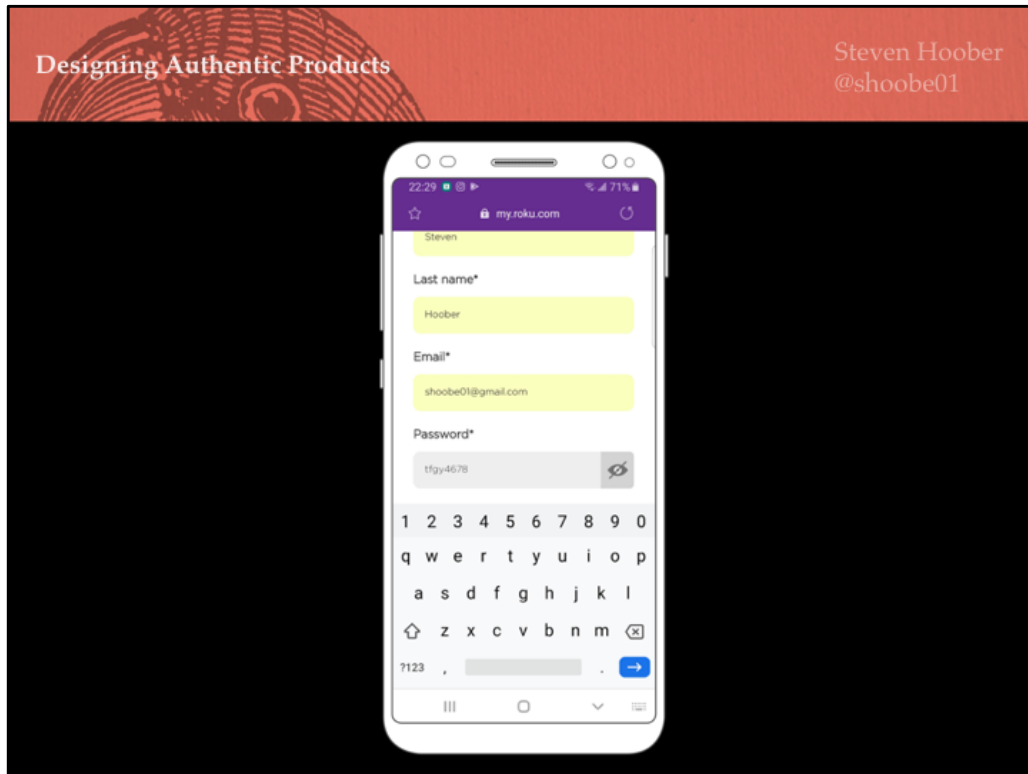 Designing Authentic Products
Steven Hoober
@shoobe01
22:29
71%
my.roku.com
Steven
Last name*
Hoober
Email*
shoobe01@gmail.com
Password*
tfgy4678
1 2 3 4 5 6 7 8 9 0
q w e r t y u i o p
a s d f g h j k l
z x c v b n m
?123 , .